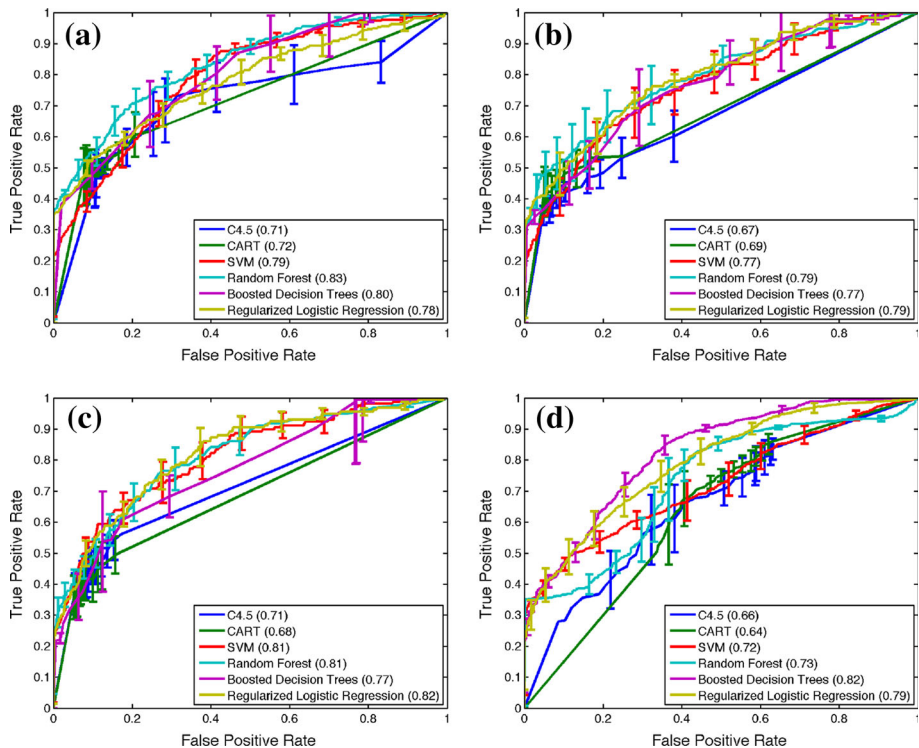 (a)
True Positive Rate
1
0.9
0.8
0.7
0.6
0.5
0.4
0.3
0.2
0.1
0
C4.5 (0.71)
CART (0.72)
SVM (0.79)
Random Forest (0.83)
Boosted Decision Trees (0.80)
Regularized Logistic Regression (0.78)
0 0.2 0.4 0.6 0.8 1
False Positive Rate
(b)
True Positive Rate
1
0.9
0.8
0.7
0.6
0.5
0.4
0.3
0.2
0.1
0
C4.5 (0.67)
CART (0.69)
SVM (0.77)
Random Forest (0.79)
Boosted Decision Trees (0.77)
Regularized Logistic Regression (0.79)
0 0.2 0.4 0.6 0.8 1
False Positive Rate
(c)
True Positive Rate
1
0.9
0.8
0.7
0.6
0.5
0.4
0.3
0.2
0.1
0
C4.5 (0.71)
CART (0.68)
SVM (0.81)
Random Forest (0.81)
Boosted Decision Trees (0.77)
Regularized Logistic Regression (0.82)
0 0.2 0.4 0.6 0.8 1
False Positive Rate
(d)
True Positive Rate
1
0.9
0.8
0.7
0.6
0.5
0.4
0.3
0.2
0.1
0
C4.5 (0.66)
CART (0.64)
SVM (0.72)
Random Forest (0.73)
Boosted Decision Trees (0.82)
Regularized Logistic Regression (0.79)
0 0.2 0.4 0.6 0.8 1
False Positive Rate